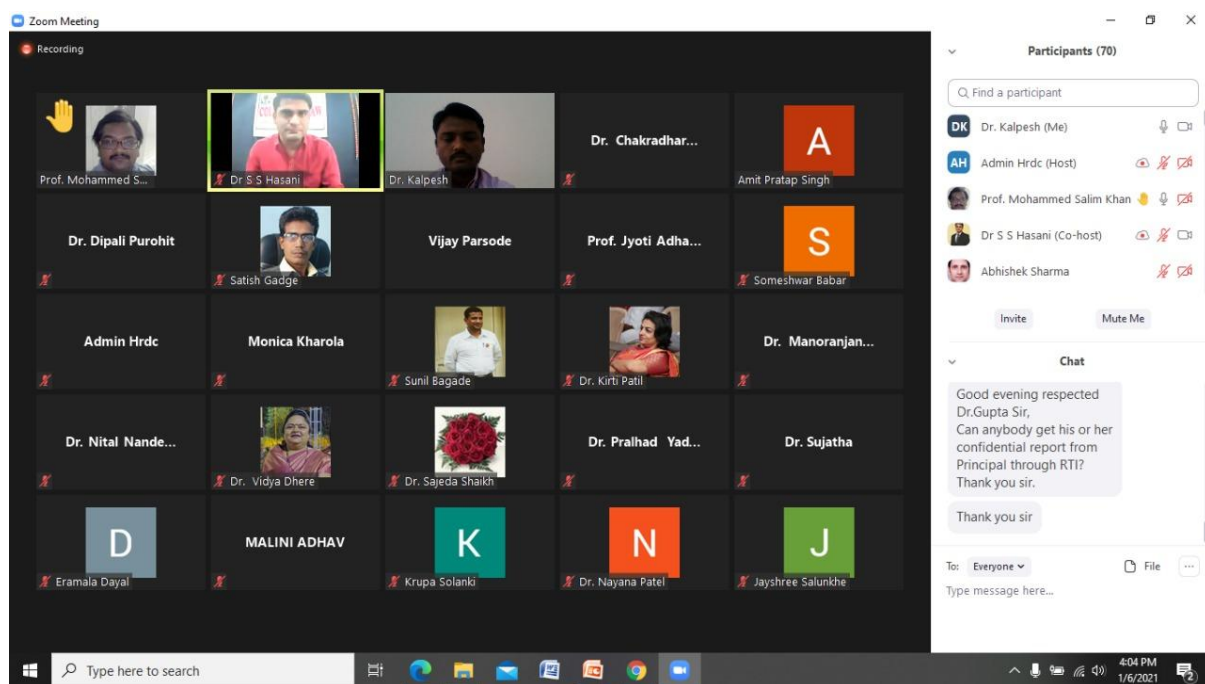 Zoom Meeting
Recording
Participants (70)
Find a participant
DK Dr. Kalpesh (Me)
AH Admin Hrdc (Host)
Prof. Mohammed Salim Khan
Dr S S Hasani (Co-host)
Abhishek Sharma
Invite Mute Me
Prof. Mohammed S...
Dr S S Hasani
Dr. Kalpesh
Dr. Chakradhar...
A
Amit Pratap Singh
Dr. Dipali Purohit
Satish Gadge
Vijay Parsode
Prof. Jyoti Adha...
S
Someshwar Babar
Admin Hrdc
Monica Kharola
Sunil Bagade
Dr. Kirti Patil
Dr. Manoranjan...
Dr. Nital Nande...
Dr. Vidya Dhere
Dr. Sajeda Shaikh
Dr. Pralhad Yad...
Dr. Sujatha
D
Eramala Dayal
MALINI ADHAV
K
Krupa Solanki
N
Dr. Nayana Patel
J
Jayshree Salunkhe
Chat
Good evening respected
Dr.Gupta Sir,
Can anybody get his or her
confidential report from
Principal through RTI?
Thank you sir.
Thank you sir
To: Everyone File
Type message here...
Type here to search
4:04 PM
1/6/2021
2